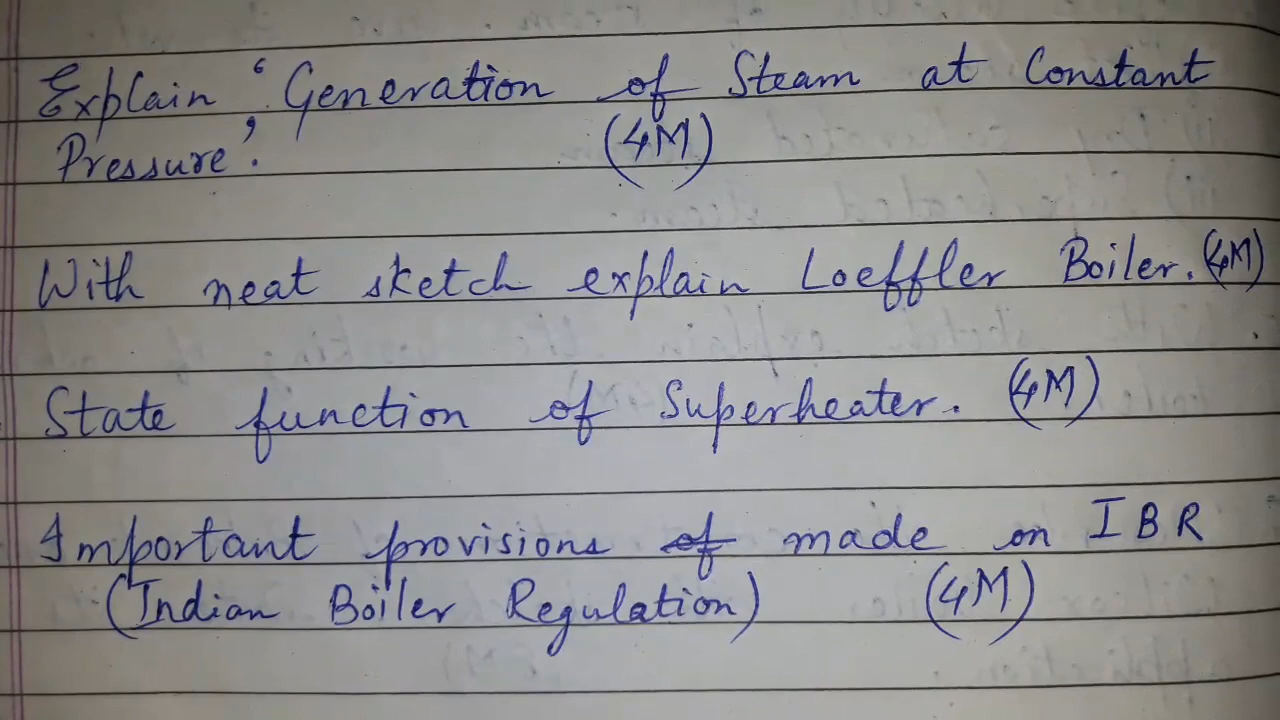 Explain 'Generation of Steam at Constant
Pressure'. (4M)
With neat sketch explain Loeffler Boiler. (4M)
State function of Superheater. (4M)
Important provisions of made on IBR
(Indian Boiler Regulation) (4M)